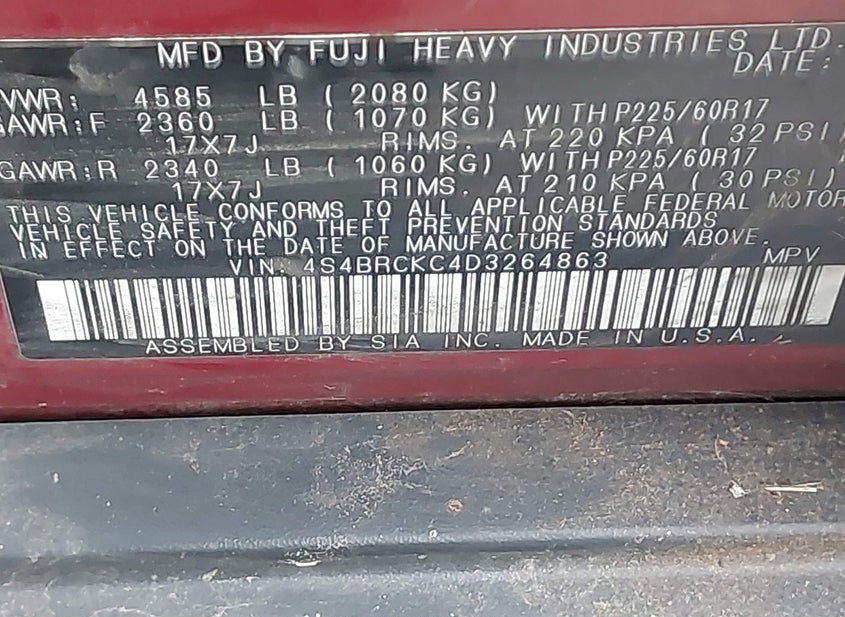 MFD BY FUJI HEAVY INDUSTRIES LTD.
DATE:
VWR: 4585 LB ( 2080 KG)
GAWR:F 2360 LB ( 1070 KG) WITH P225/60R17
17X7J RIMS. AT 220 KPA ( 32 PSI)
GAWR:R 2340 LB ( 1060 KG) WITH P225/60R17
17X7J RIMS. AT 210 KPA ( 30 PSI)
THIS VEHICLE CONFORMS TO ALL APPLICABLE FEDERAL MOTOR
VEHICLE SAFETY AND THEFT PREVENTION STANDARDS
IN EFFECT ON THE DATE OF MANUFACTURE SHOWN ABOVE.
VIN 4S4BRCKC4D3264863 MPV
ASSEMBLED BY SIA INC. MADE IN U.S.A.